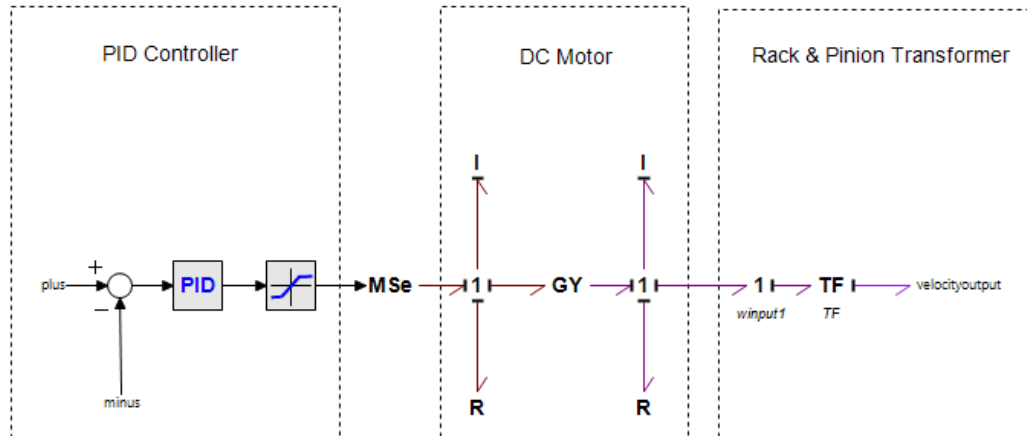 PID Controller
DC Motor
Rack & Pinion Transformer
I
I
plus
+
−
PID
MSe
1
GY
1
1
TF
velocityoutput
winput1
TF
minus
R
R